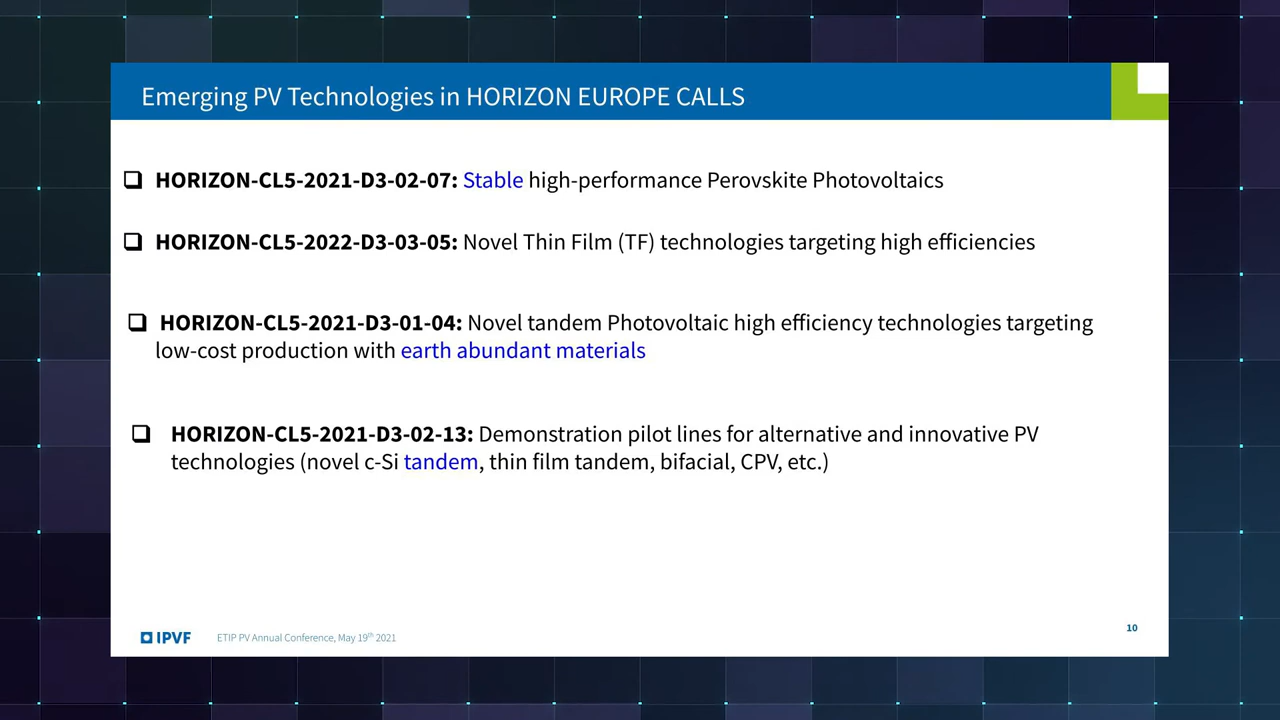 Emerging PV Technologies in HORIZON EUROPE CALLS
HORIZON-CL5-2021-D3-02-07: Stable high-performance Perovskite Photovoltaics
HORIZON-CL5-2022-D3-03-05: Novel Thin Film (TF) technologies targeting high efficiencies
HORIZON-CL5-2021-D3-01-04: Novel tandem Photovoltaic high efficiency technologies targeting
low-cost production with earth abundant materials
HORIZON-CL5-2021-D3-02-13: Demonstration pilot lines for alternative and innovative PV
technologies (novel c-Si tandem, thin film tandem, bifacial, CPV, etc.)
IPVF
ETIP PV Annual Conference, May 19th 2021
10